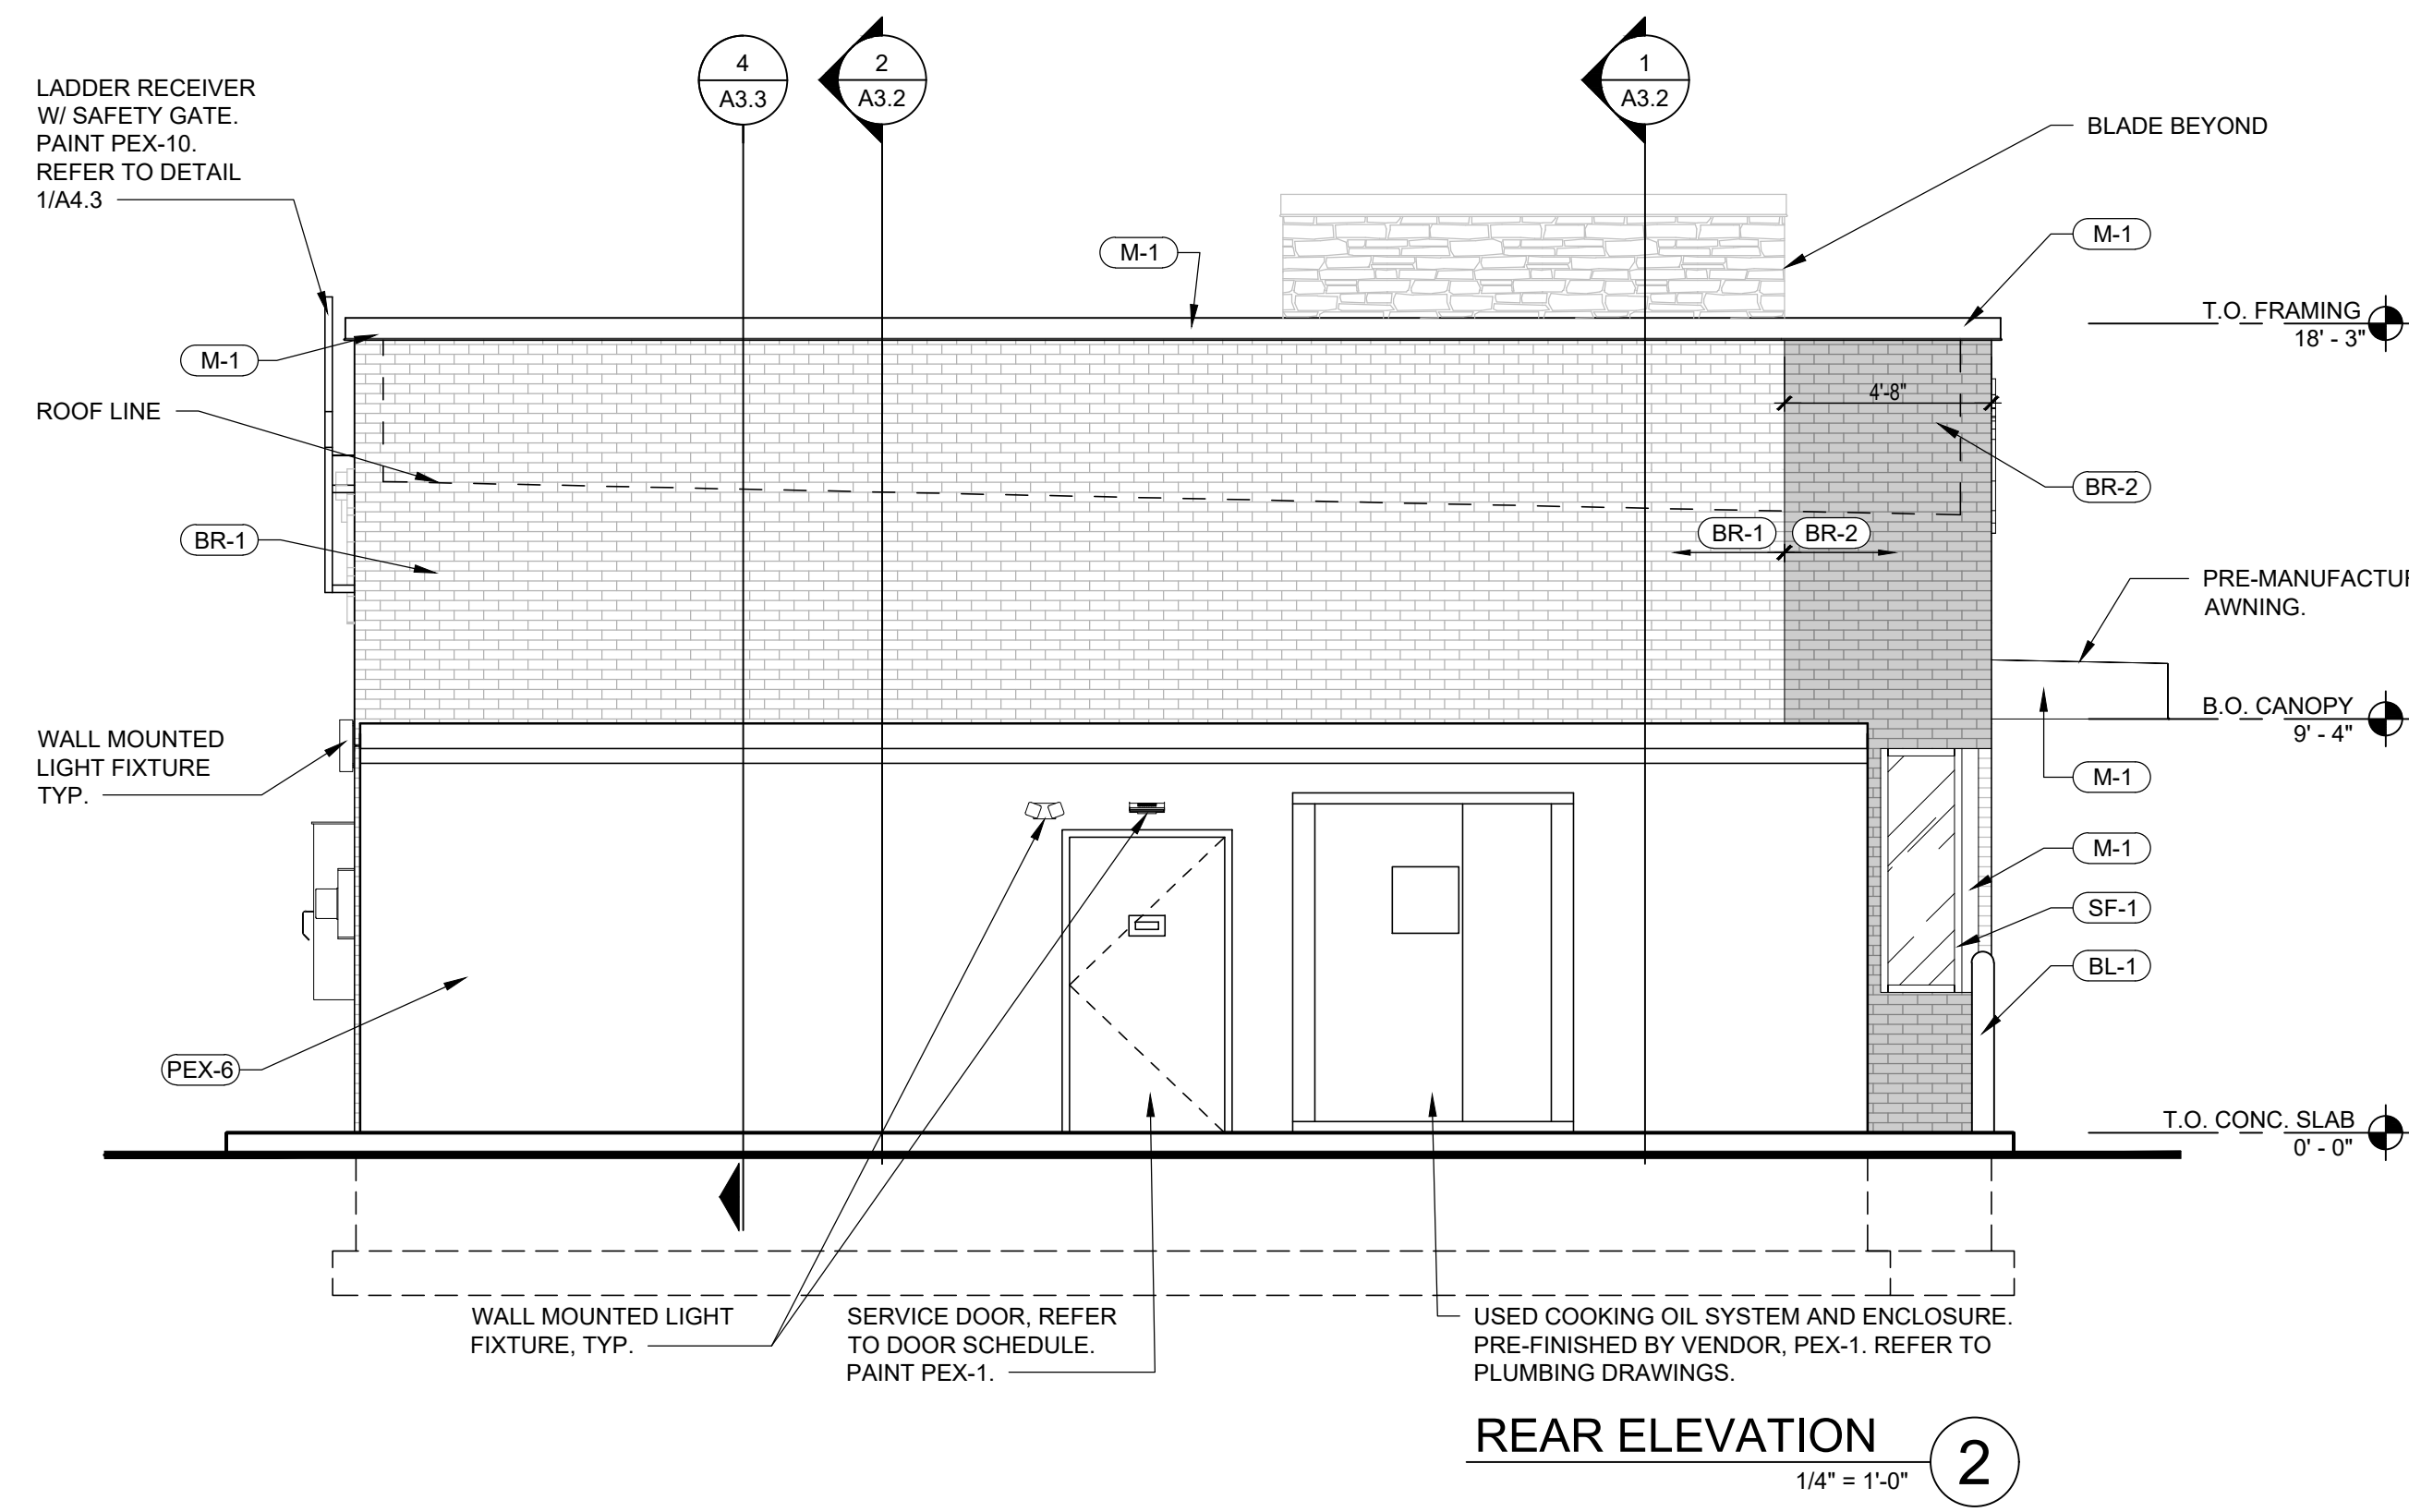 4
A3.3
2
A3.2
1
A3.2
LADDER RECEIVER
W/ SAFETY GATE.
PAINT PEX-10.
REFER TO DETAIL
1/A4.3
BLADE BEYOND
M-1
M-1
T.O. FRAMING
18' - 3"
M-1
ROOF LINE
4'-8"
BR-2
BR-1
BR-1
BR-2
PRE-MANUFACTUR
AWNING.
B.O. CANOPY
9' - 4"
WALL MOUNTED
LIGHT FIXTURE
TYP.
M-1
M-1
SF-1
BL-1
PEX-6
T.O. CONC. SLAB
0' - 0"
WALL MOUNTED LIGHT
FIXTURE, TYP.
SERVICE DOOR, REFER
TO DOOR SCHEDULE.
PAINT PEX-1.
USED COOKING OIL SYSTEM AND ENCLOSURE.
PRE-FINISHED BY VENDOR, PEX-1. REFER TO
PLUMBING DRAWINGS.
REAR ELEVATION
1/4" = 1'-0"
2